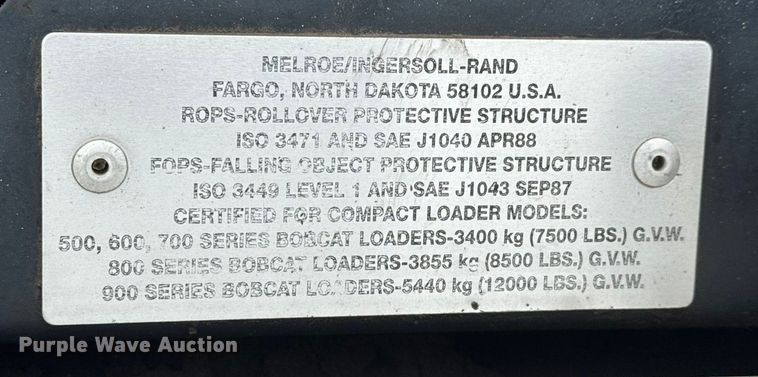 MELROE/INGERSOLL-RAND
FARGO, NORTH DAKOTA 58102 U.S.A.
ROPS-ROLLOVER PROTECTIVE STRUCTURE
ISO 3471 AND SAE J1040 APR88
FOPS-FALLING OBJECT PROTECTIVE STRUCTURE
ISO 3449 LEVEL 1 AND SAE J1043 SEP87
CERTIFIED FOR COMPACT LOADER MODELS:
500, 600, 700 SERIES BOBCAT LOADERS-3400 kg (7500 LBS.) G.V.W.
800 SERIES BOBCAT LOADERS-3855 kg (8500 LBS.) G.V.W.
900 SERIES BOBCAT LOADERS-5440 kg (12000 LBS.) G.V.W.
Purple Wave Auction